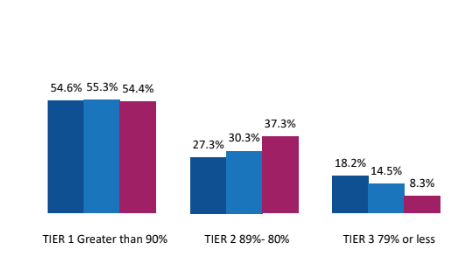 54.6% 55.3% 54.4%
37.3%
27.3% 30.3%
18.2% 14.5%
8.3%
TIER 1 Greater than 90% TIER 2 89%- 80% TIER 3 79% or less